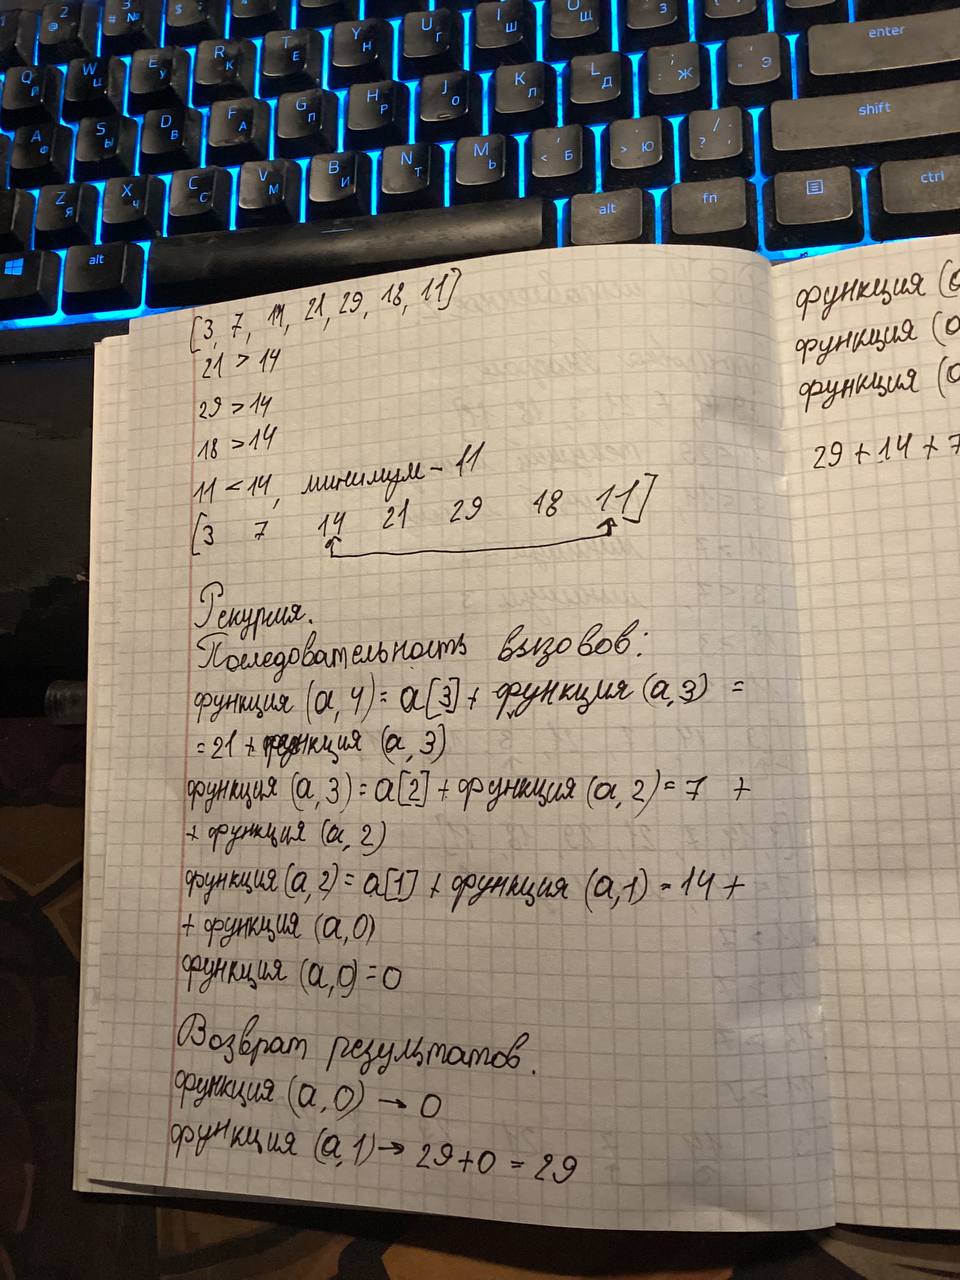 [3, 7, 14, 21, 29, 18, 11]
21 > 14
29 > 14
18 > 14
11 < 14, минимум - 11
[3 7 14 21 29 18 11]
Рекурсия.
Последовательность вызовов:
функция (a, 4) = a[3] + функция (a, 3) =
= 21 + функция (a, 3)
функция (a, 3) = a[2] + функция (a, 2) = 7 +
+ функция (a, 2)
функция (a, 2) = a[1] + функция (a, 1) = 14 +
+ функция (a, 0)
функция (a, 0) = 0
Возврат результатов.
функция (a, 0) → 0
функция (a, 1) → 29 + 0 = 29
функция (a
функция (a
функция (a
29 + 14 + 7